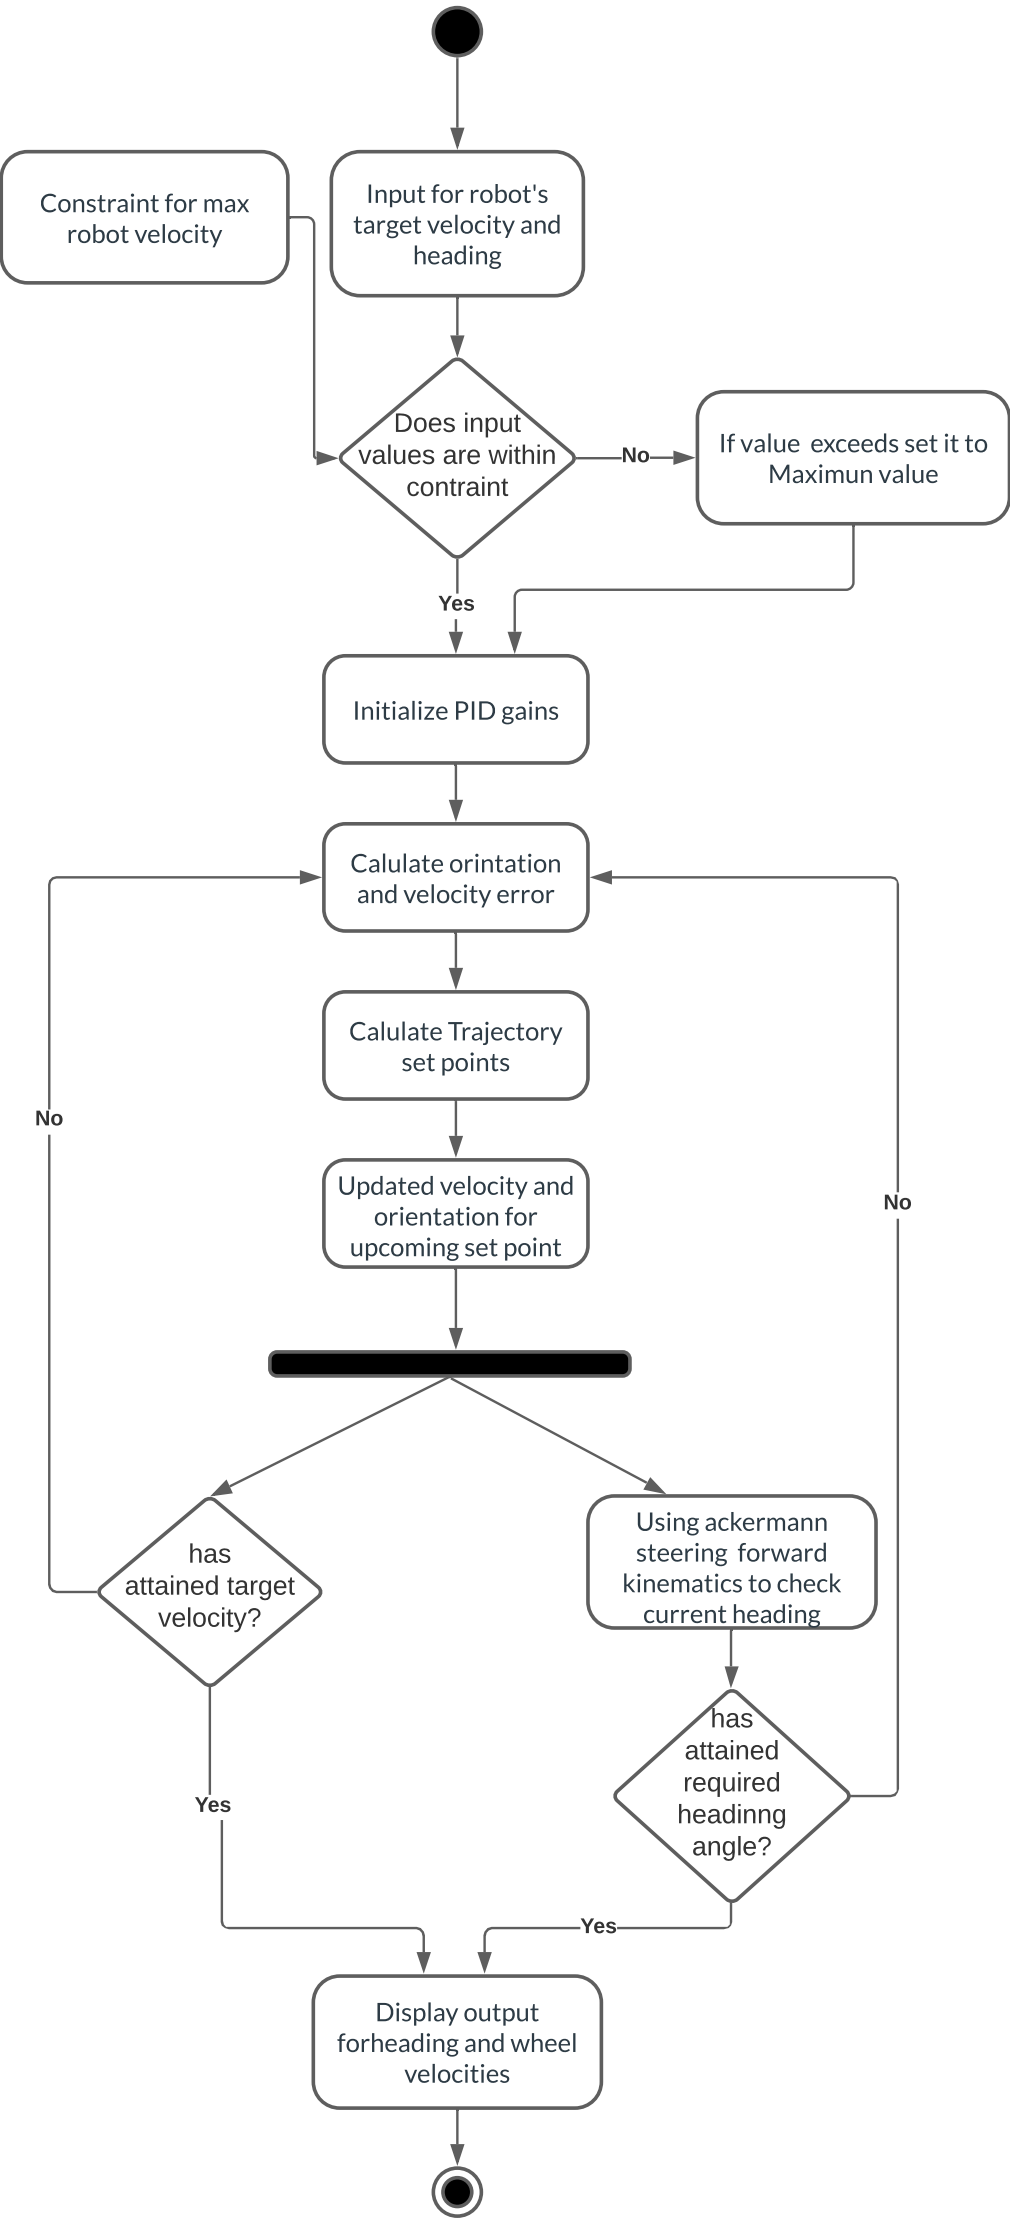 Constraint for max
robot velocity
Input for robot's
target velocity and
heading
Does input
values are within
contraint
No
If value exceeds set it to
Maximun value
Yes
Initialize PID gains
Calulate orintation
and velocity error
Calulate Trajectory
set points
No
Updated velocity and
orientation for
upcoming set point
No
has
attained target
velocity?
Using ackermann
steering forward
kinematics to check
current heading
has
attained
required
headinng
angle?
Yes
Yes
Display output
forheading and wheel
velocities